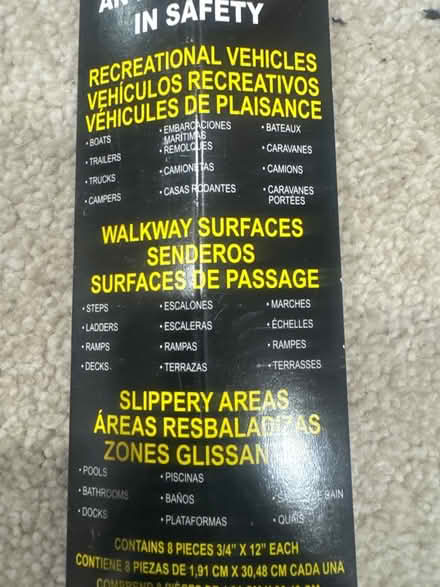 IN SAFETY
RECREATIONAL VEHICLES
VEHÍCULOS RECREATIVOS
VÉHICULES DE PLAISANCE
• BOATS
• TRAILERS
• TRUCKS
• CAMPERS
• EMBARCACIONES
MARÍTIMAS
• REMOLQUES
• CAMIONETAS
• CASAS RODANTES
• BATEAUX
• CARAVANES
• CAMIONS
• CARAVANES
PORTÉES
WALKWAY SURFACES
SENDEROS
SURFACES DE PASSAGE
• STEPS
• LADDERS
• RAMPS
• DECKS
• ESCALONES
• ESCALERAS
• RAMPAS
• TERRAZAS
• MARCHES
• ÉCHELLES
• RAMPES
• TERRASSES
SLIPPERY AREAS
ÁREAS RESBALADIZAS
ZONES GLISSAN
• POOLS
• BATHROOMS
• DOCKS
• PISCINAS
• BAÑOS
• PLATAFORMAS
• QUAIS
CONTAINS 8 PIECES 3/4" X 12" EACH
CONTIENE 8 PIEZAS DE 1,91 CM X 30,48 CM CADA UNA